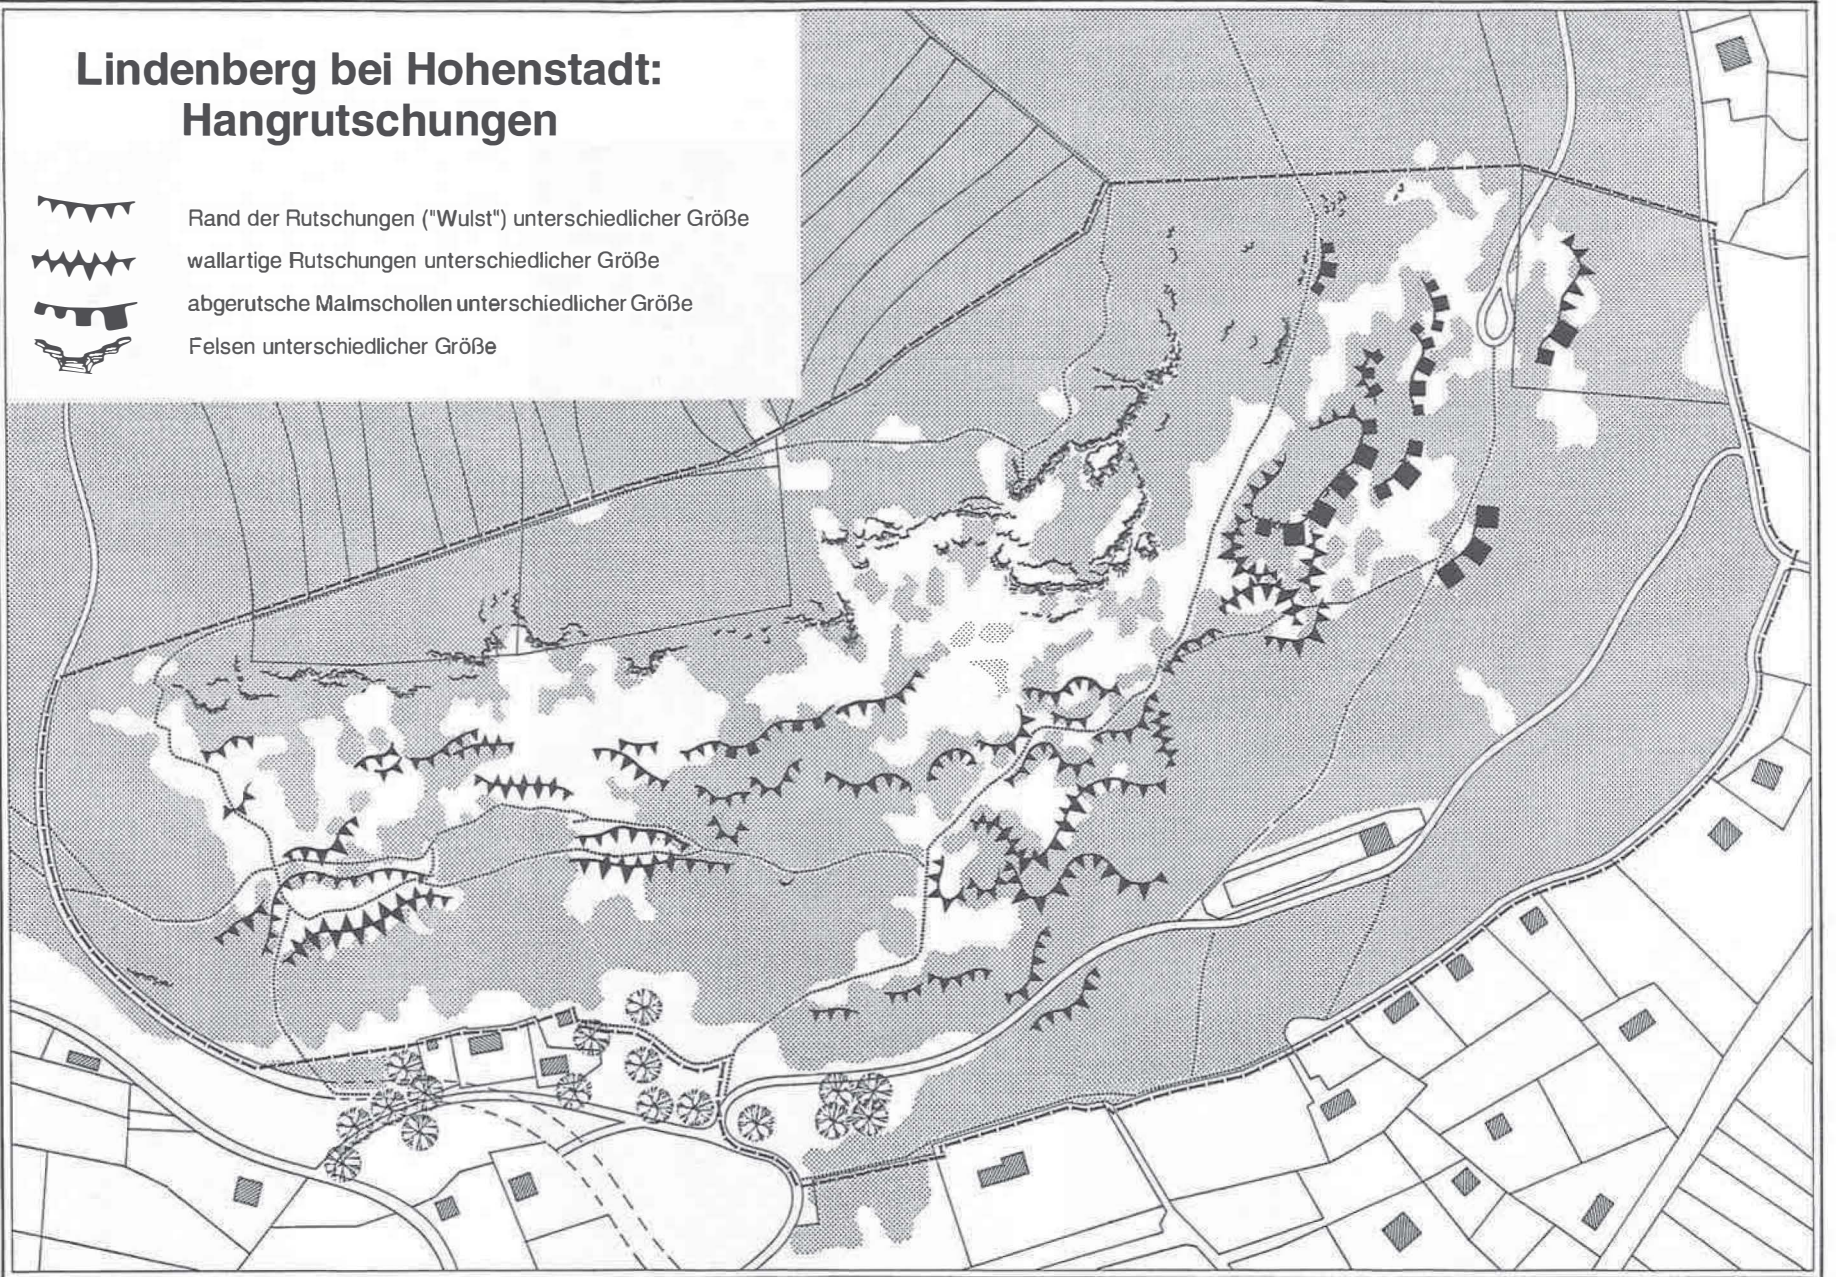 Lindenberg bei Hohenstadt:
Hangrutschungen
Rand der Rutschungen ("Wulst") unterschiedlicher Größe
wallartige Rutschungen unterschiedlicher Größe
abgerutsche Malmschollen unterschiedlicher Größe
Felsen unterschiedlicher Größe